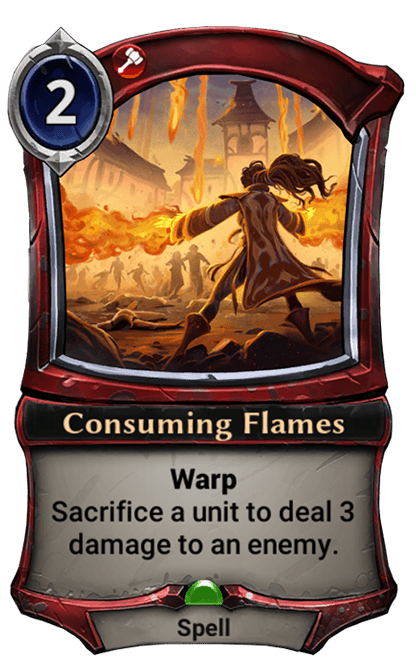 2
Consuming Flames
Warp
Sacrifice a unit to deal 3
damage to an enemy.
Spell